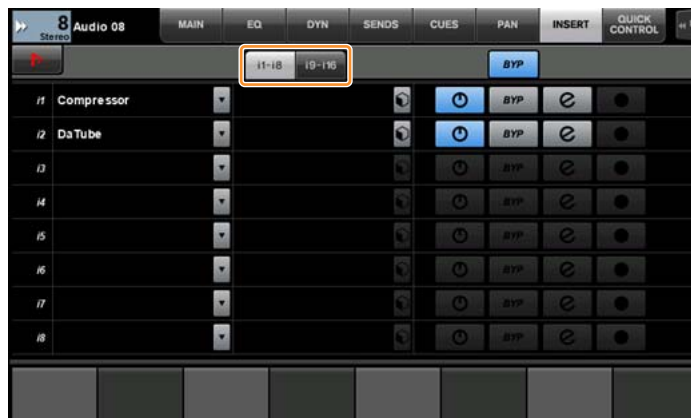 8 Audio 08 MAIN EQ DYN SENDS CUES PAN INSERT QUICK CONTROL
Stereo
i1-i8 i9-i16 BYP
i1 Compressor BYP e
i2 DaTube BYP e
i3 BYP e
i4 BYP e
i5 BYP e
i6 BYP e
i7 BYP e
i8 BYP e